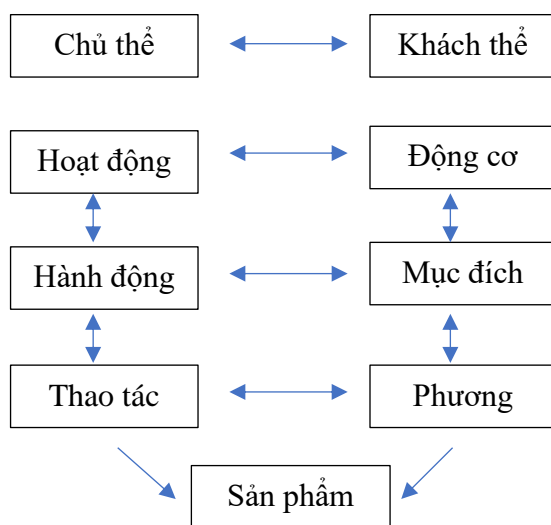 Chủ thể
Khách thể
Hoạt động
Động cơ
Hành động
Mục đích
Thao tác
Phương
Sản phẩm